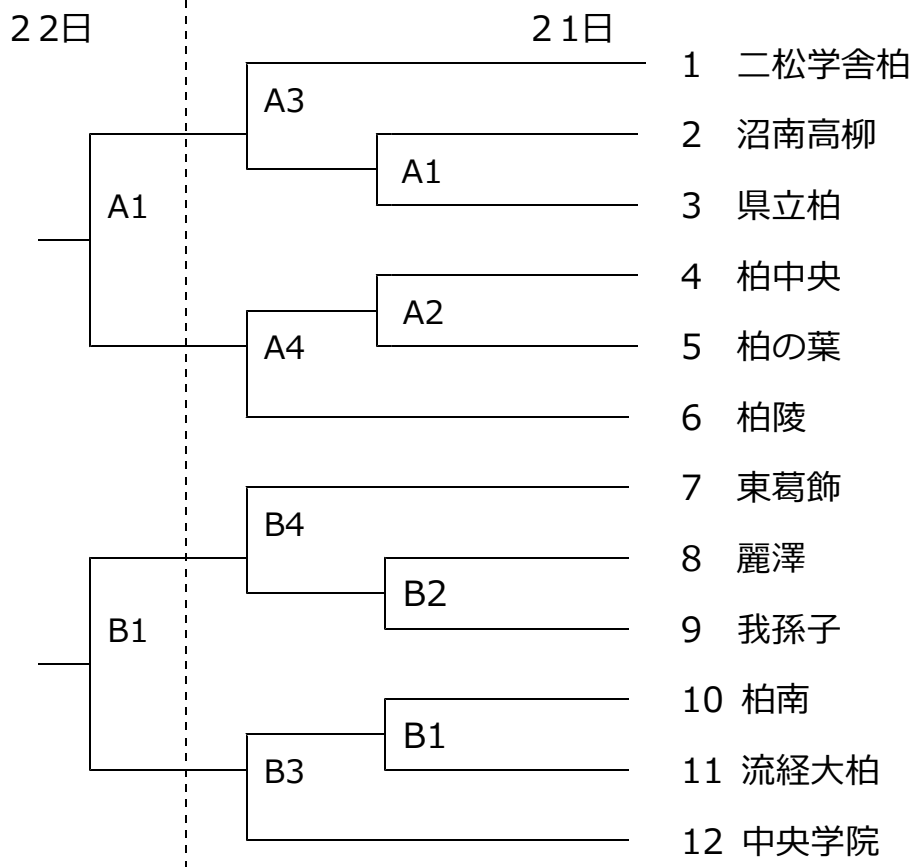 ２２日
２１日
1 二松学舎柏
A3
2 沼南高柳
A1
A1
3 県立柏
4 柏中央
A2
A4
5 柏の葉
6 柏陵
7 東葛飾
B4
8 麗澤
B2
B1
9 我孫子
10 柏南
B1
B3
11 流経大柏
12 中央学院